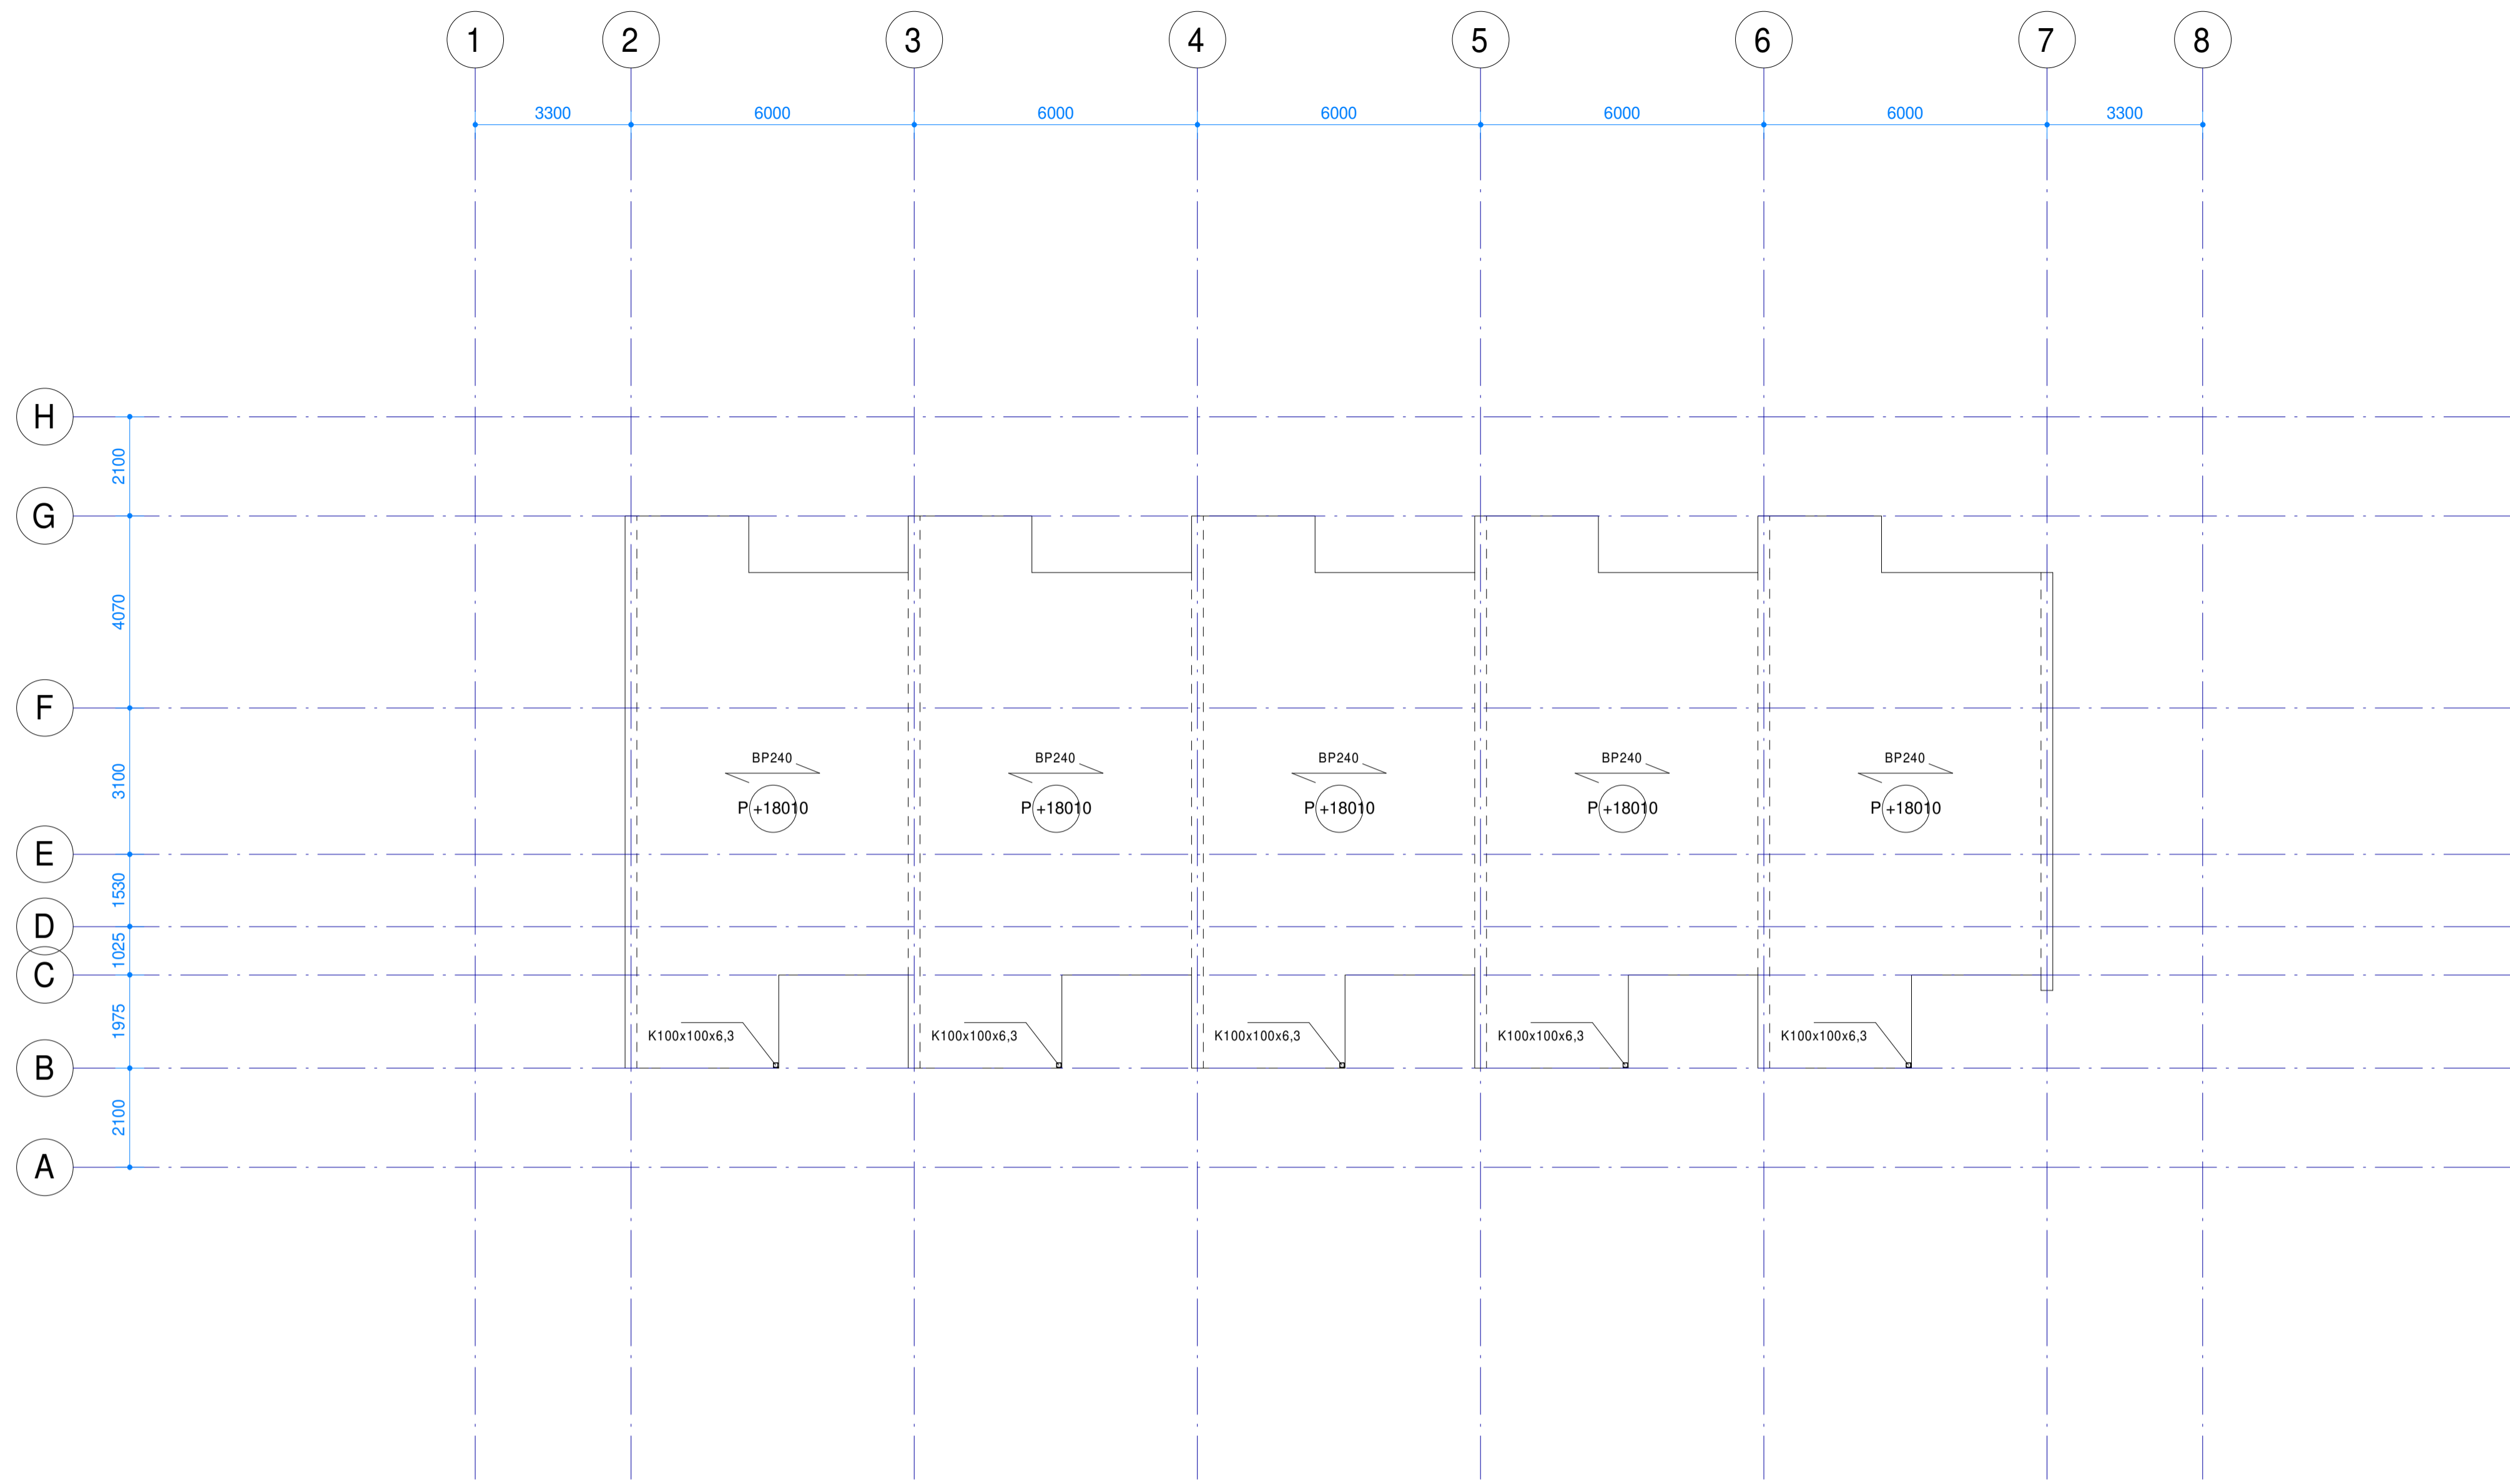 1 2 3 4 5 6 7 8
3300 6000 6000 6000 6000 6000 3300
H
2100
G
4070
F
3100
BP240 BP240 BP240 BP240 BP240
P +18010 P +18010 P +18010 P +18010 P +18010
E
1530
D
1025
C
1975
K100x100x6,3 K100x100x6,3 K100x100x6,3 K100x100x6,3 K100x100x6,3
B
2100
A